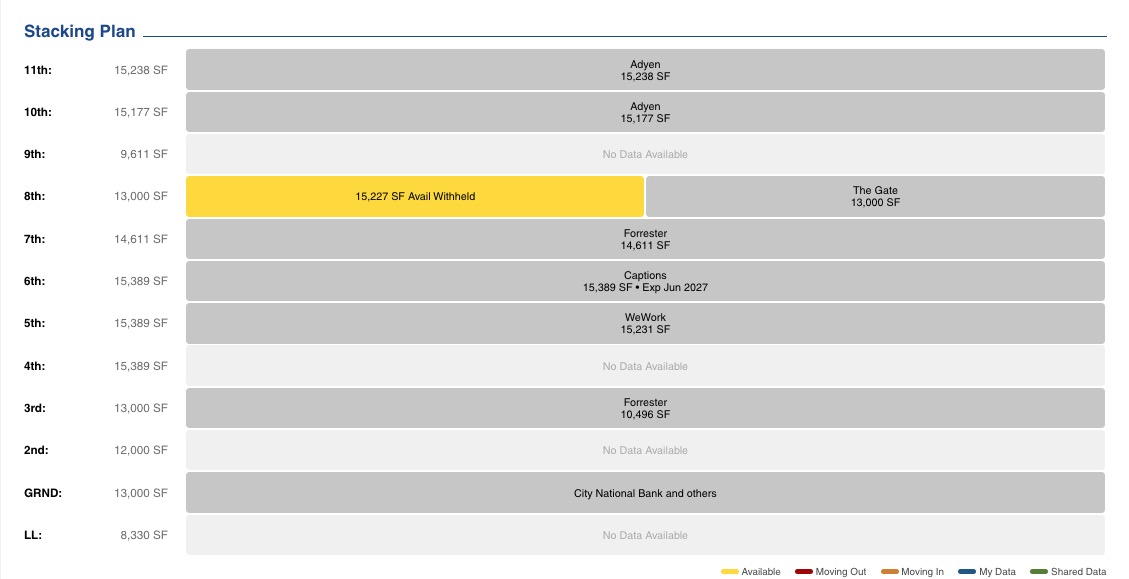 Stacking Plan
11th: 15,238 SF
Adyen
15,238 SF
10th: 15,177 SF
Adyen
15,177 SF
9th: 9,611 SF
No Data Available
8th: 13,000 SF
15,227 SF Avail Withheld
The Gate
13,000 SF
7th: 14,611 SF
Forrester
14,611 SF
6th: 15,389 SF
Captions
15,389 SF • Exp Jun 2027
5th: 15,389 SF
WeWork
15,231 SF
4th: 15,389 SF
No Data Available
3rd: 13,000 SF
Forrester
10,496 SF
2nd: 12,000 SF
No Data Available
GRND: 13,000 SF
City National Bank and others
LL: 8,330 SF
No Data Available
Available Moving Out Moving In My Data Shared Data